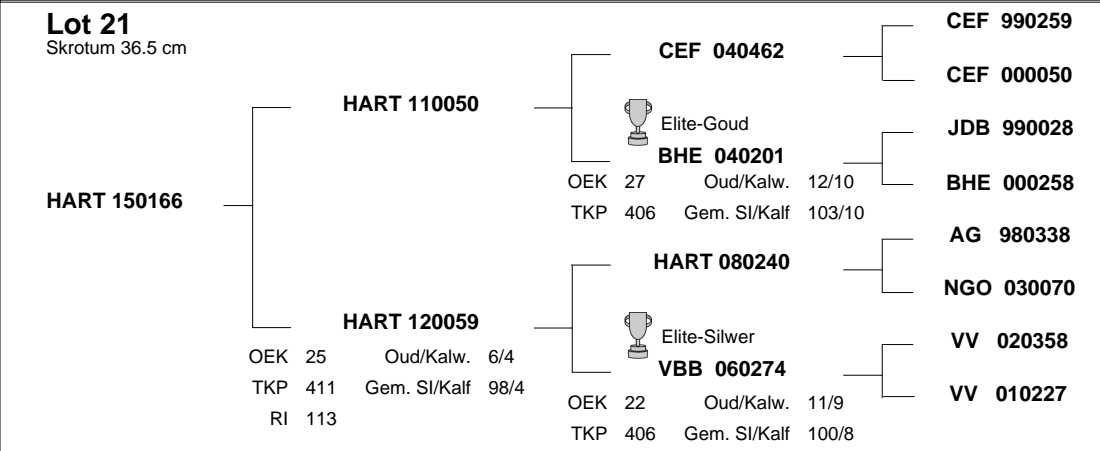 Lot 21
Skrotum 36.5 cm
HART 150166
HART 110050
HART 120059
OEK 25 Oud/Kalw. 6/4
TKP 411 Gem. SI/Kalf 98/4
RI 113
CEF 040462
Elite-Goud
BHE 040201
OEK 27 Oud/Kalw. 12/10
TKP 406 Gem. SI/Kalf 103/10
HART 080240
Elite-Silwer
VBB 060274
OEK 22 Oud/Kalw. 11/9
TKP 406 Gem. SI/Kalf 100/8
CEF 990259
CEF 000050
JDB 990028
BHE 000258
AG 980338
NGO 030070
VV 020358
VV 010227